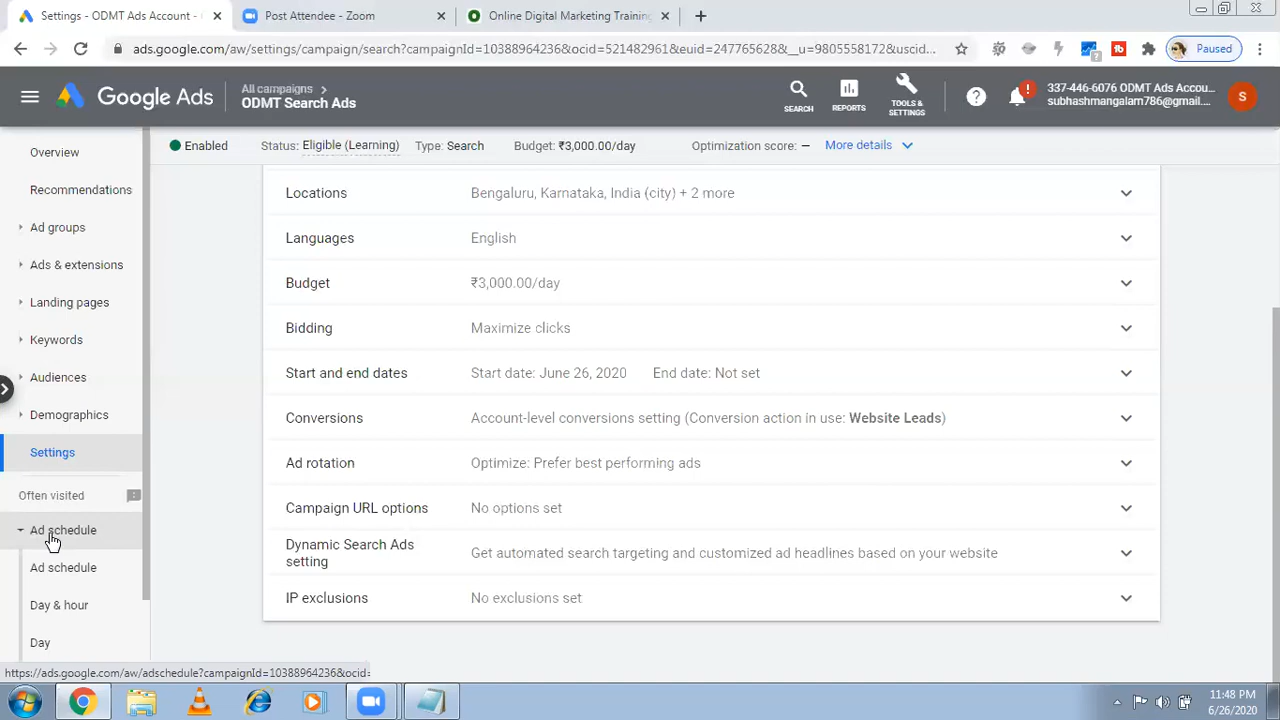 Settings - ODMT Ads Account -
Post Attendee - Zoom
Online Digital Marketing Training
ads.google.com/aw/settings/campaign/search?campaignId=10388964236&ocid=521482961&euid=247765628&__u=9805558172&uscid...
Paused
Google Ads
All campaigns
ODMT Search Ads
SEARCH
REPORTS
TOOLS &
SETTINGS
337-446-6076 ODMT Ads Accou...
subhashmangalam786@gmail....
S
Enabled
Status: Eligible (Learning) Type: Search Budget: ₹3,000.00/day Optimization score: – More details
Overview
Recommendations
Ad groups
Ads & extensions
Landing pages
Keywords
Audiences
Demographics
Settings
Often visited
Ad schedule
Ad schedule
Day & hour
Day
Locations Bengaluru, Karnataka, India (city) + 2 more
Languages English
Budget ₹3,000.00/day
Bidding Maximize clicks
Start and end dates Start date: June 26, 2020 End date: Not set
Conversions Account-level conversions setting (Conversion action in use: Website Leads)
Ad rotation Optimize: Prefer best performing ads
Campaign URL options No options set
Dynamic Search Ads
setting Get automated search targeting and customized ad headlines based on your website
IP exclusions No exclusions set
https://ads.google.com/aw/adschedule?campaignId=10388964236&ocid=
11:48 PM
6/26/2020